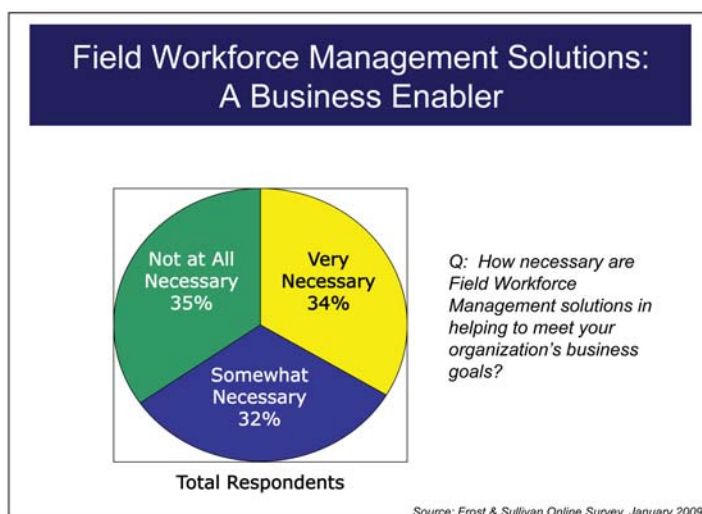 Field Workforce Management Solutions:
A Business Enabler
Not at All
Necessary
35%
Very
Necessary
34%
Somewhat
Necessary
32%
Total Respondents
Q: How necessary are
Field Workforce
Management solutions in
helping to meet your
organization's business
goals?
Source: Frost & Sullivan Online Survey, January 2009